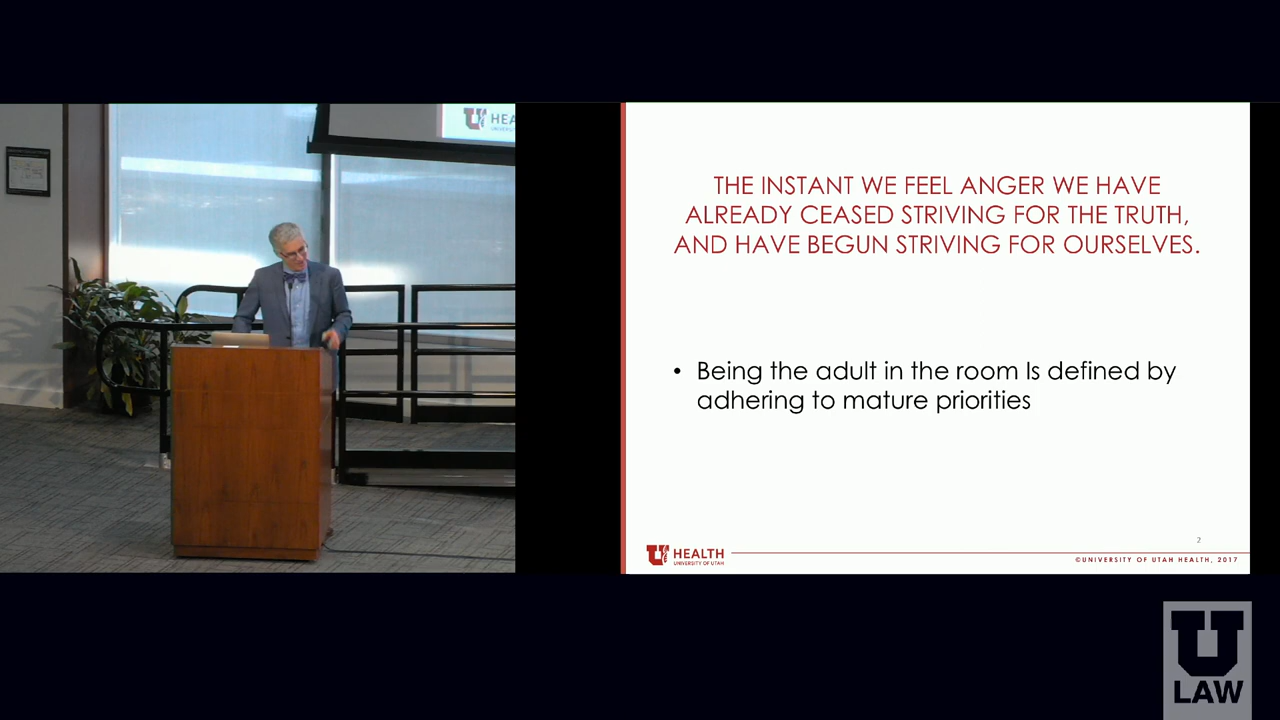 HEA
THE INSTANT WE FEEL ANGER WE HAVE
ALREADY CEASED STRIVING FOR THE TRUTH,
AND HAVE BEGUN STRIVING FOR OURSELVES.
• Being the adult in the room Is defined by
adhering to mature priorities
2
U HEALTH
UNIVERSITY OF UTAH
©UNIVERSITY OF UTAH HEALTH, 2017
U
LAW